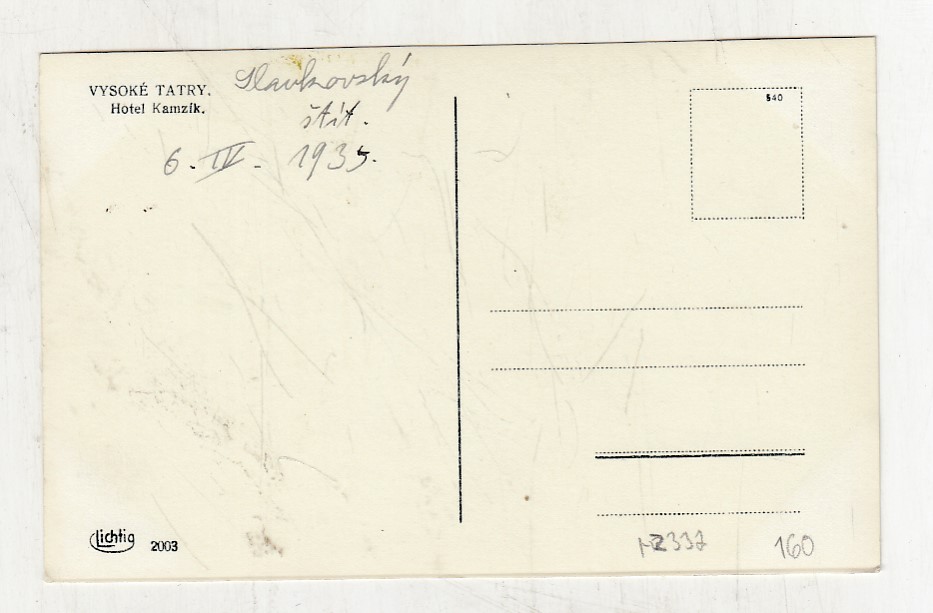 VYSOKÉ TATRY.
Hotel Kamzík.
Slavkovský
štít.
6. IV. 1935.
540
Lichtig 2003
160